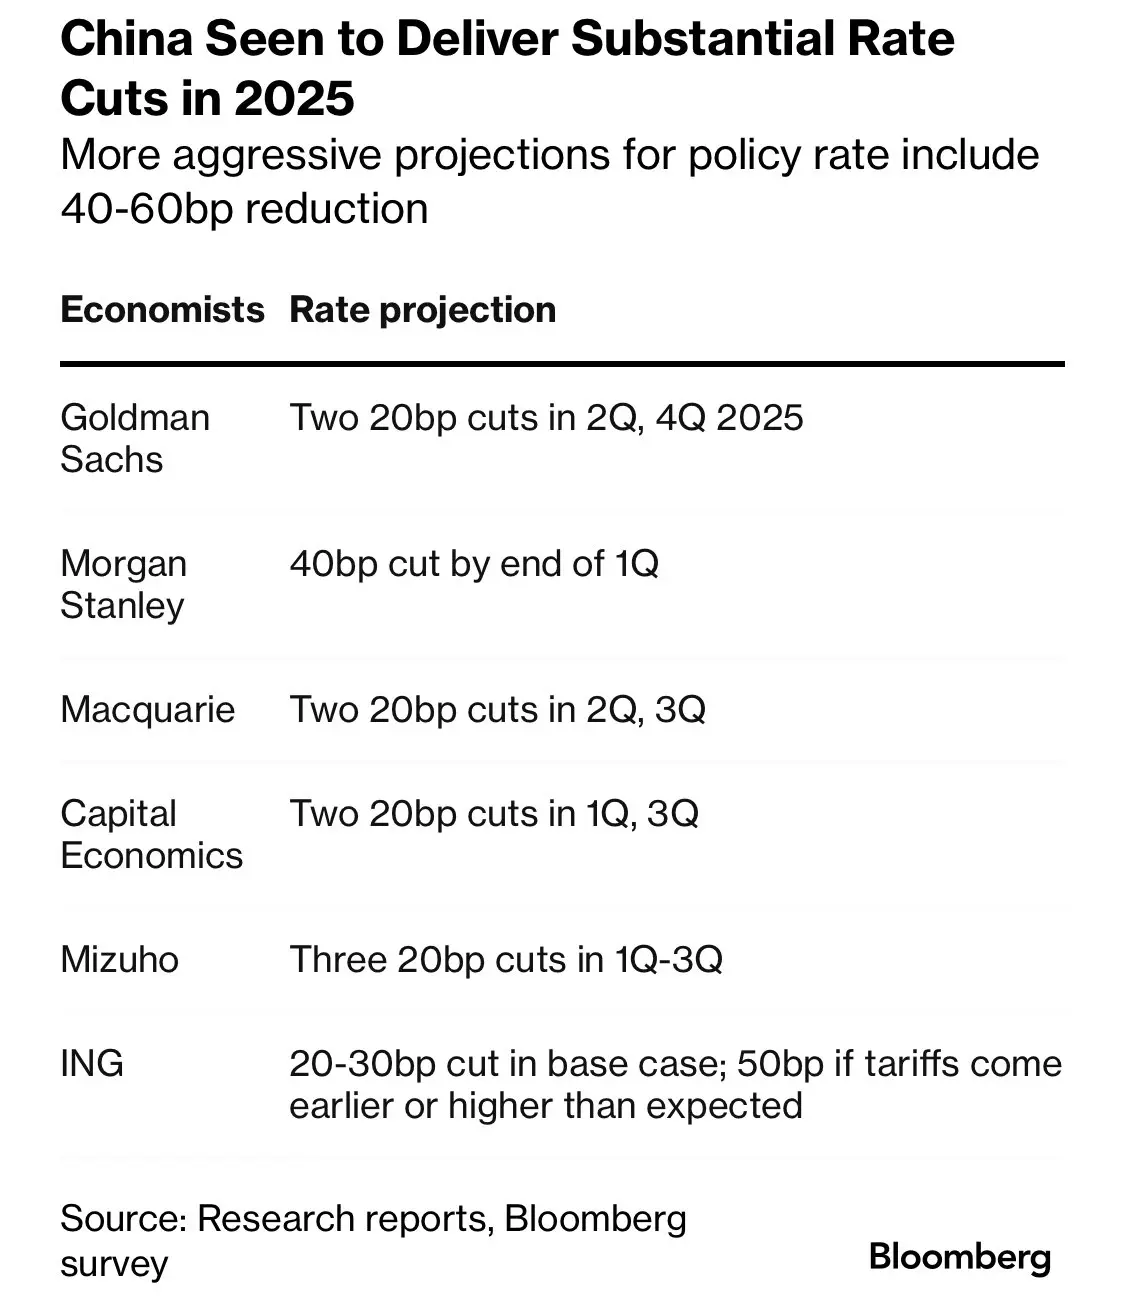 China Seen to Deliver Substantial Rate
Cuts in 2025
More aggressive projections for policy rate include
40-60bp reduction
Economists Rate projection
Goldman Two 20bp cuts in 2Q, 4Q 2025
Sachs
Morgan 40bp cut by end of 1Q
Stanley
Macquarie Two 20bp cuts in 2Q, 3Q
Capital Two 20bp cuts in 1Q, 3Q
Economics
Mizuho Three 20bp cuts in 1Q-3Q
ING 20-30bp cut in base case; 50bp if tariffs come
earlier or higher than expected
Source: Research reports, Bloomberg
survey
Bloomberg